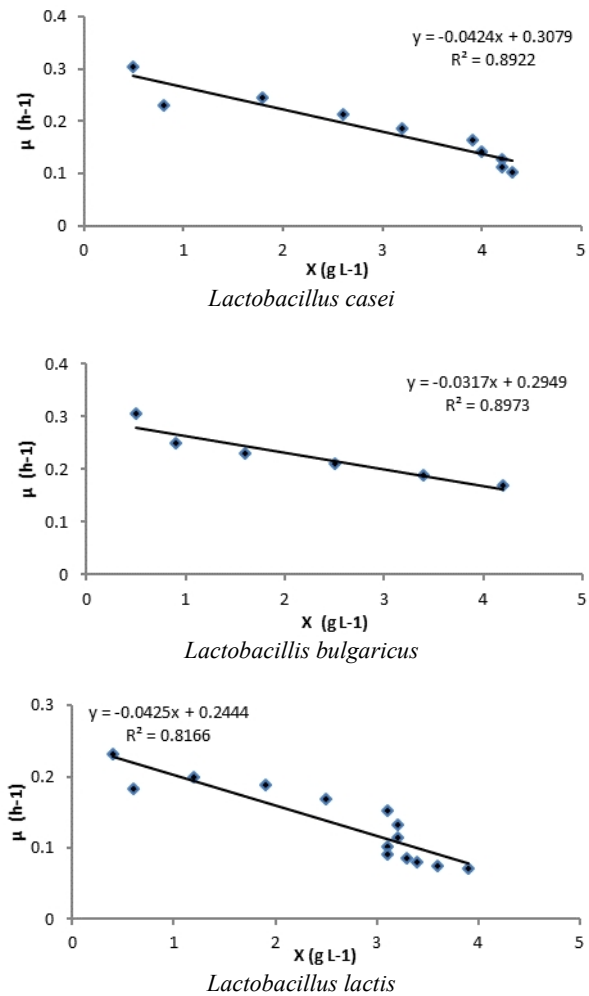 0.4
y = -0.0424x + 0.3079
0.3
R² = 0.8922
μ (h-1)
0.2
0.1
0
0 1 2 3 4 5
X (g L-1)
Lactobacillus casei
0.4
y = -0.0317x + 0.2949
R² = 0.8973
0.3
μ (h-1)
0.2
0.1
0
0 1 2 3 4 5
X (g L-1)
Lactobacillis bulgaricus
0.3
y = -0.0425x + 0.2444
R² = 0.8166
0.2
μ (h-1)
0.1
0
0 1 2 3 4 5
X (g L-1)
Lactobacillus lactis